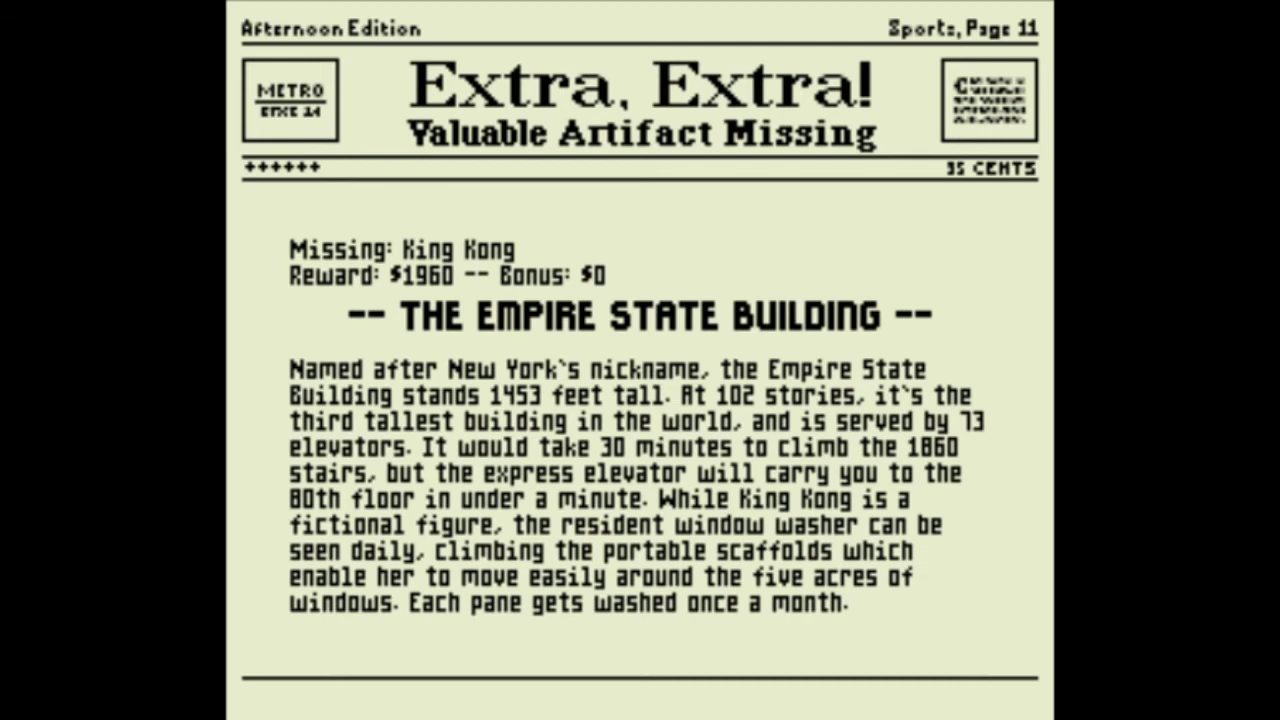 Afternoon Edition
Sports, Page 11
METRO
Extra, Extra!
Valuable Artifact Missing
++++++
35 CENTS
Missing: King Kong
Reward: $1960 -- Bonus: $0
-- THE EMPIRE STATE BUILDING --
Named after New York`s nickname, the Empire State
Building stands 1453 feet tall. At 102 stories, it`s the
third tallest building in the world, and is served by 73
elevators. It would take 30 minutes to climb the 1860
stairs, but the express elevator will carry you to the
80th floor in under a minute. While King Kong is a
fictional figure, the resident window washer can be
seen daily, climbing the portable scaffolds which
enable her to move easily around the five acres of
windows. Each pane gets washed once a month.